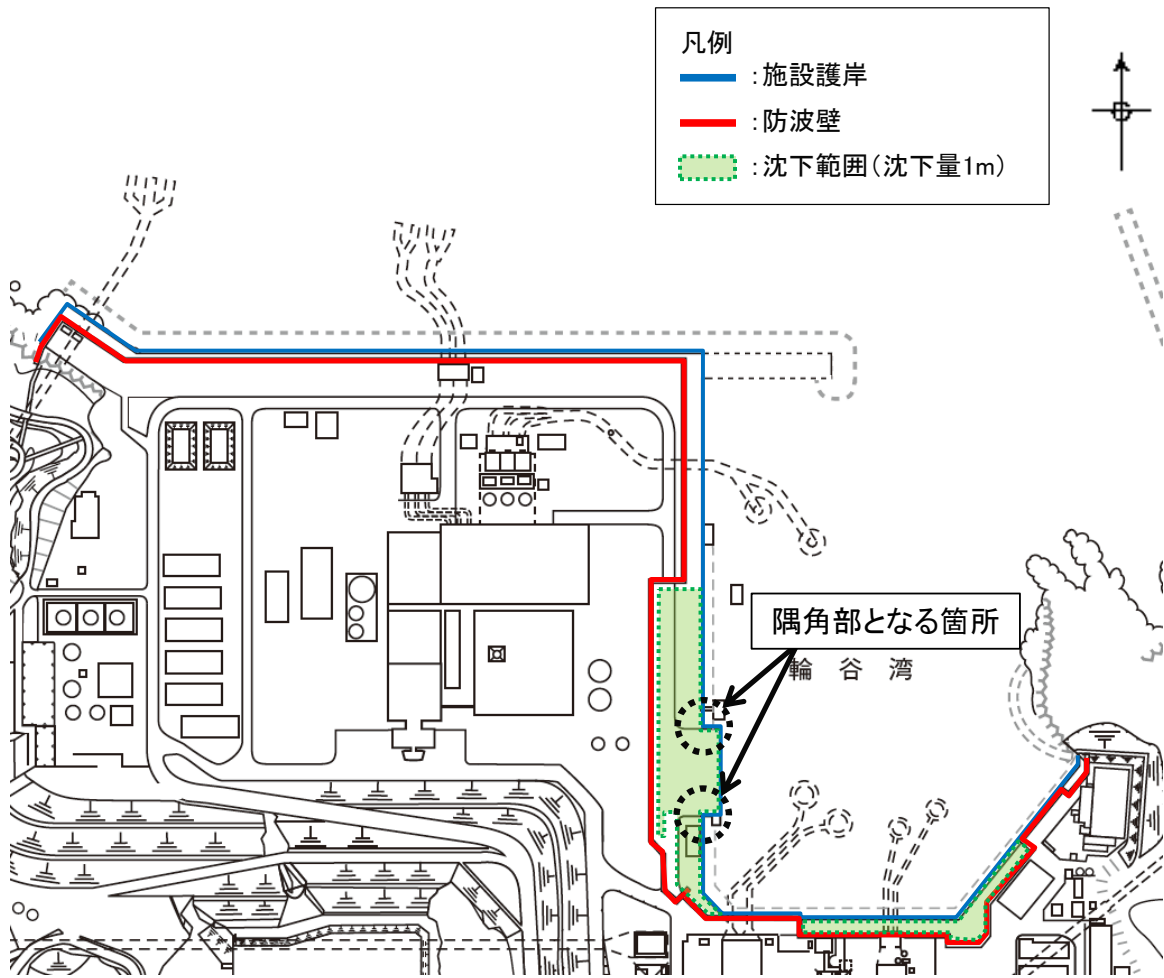 凡例
:施設護岸
:防波壁
:沈下範囲(沈下量1m)
隅角部となる箇所
輪谷湾